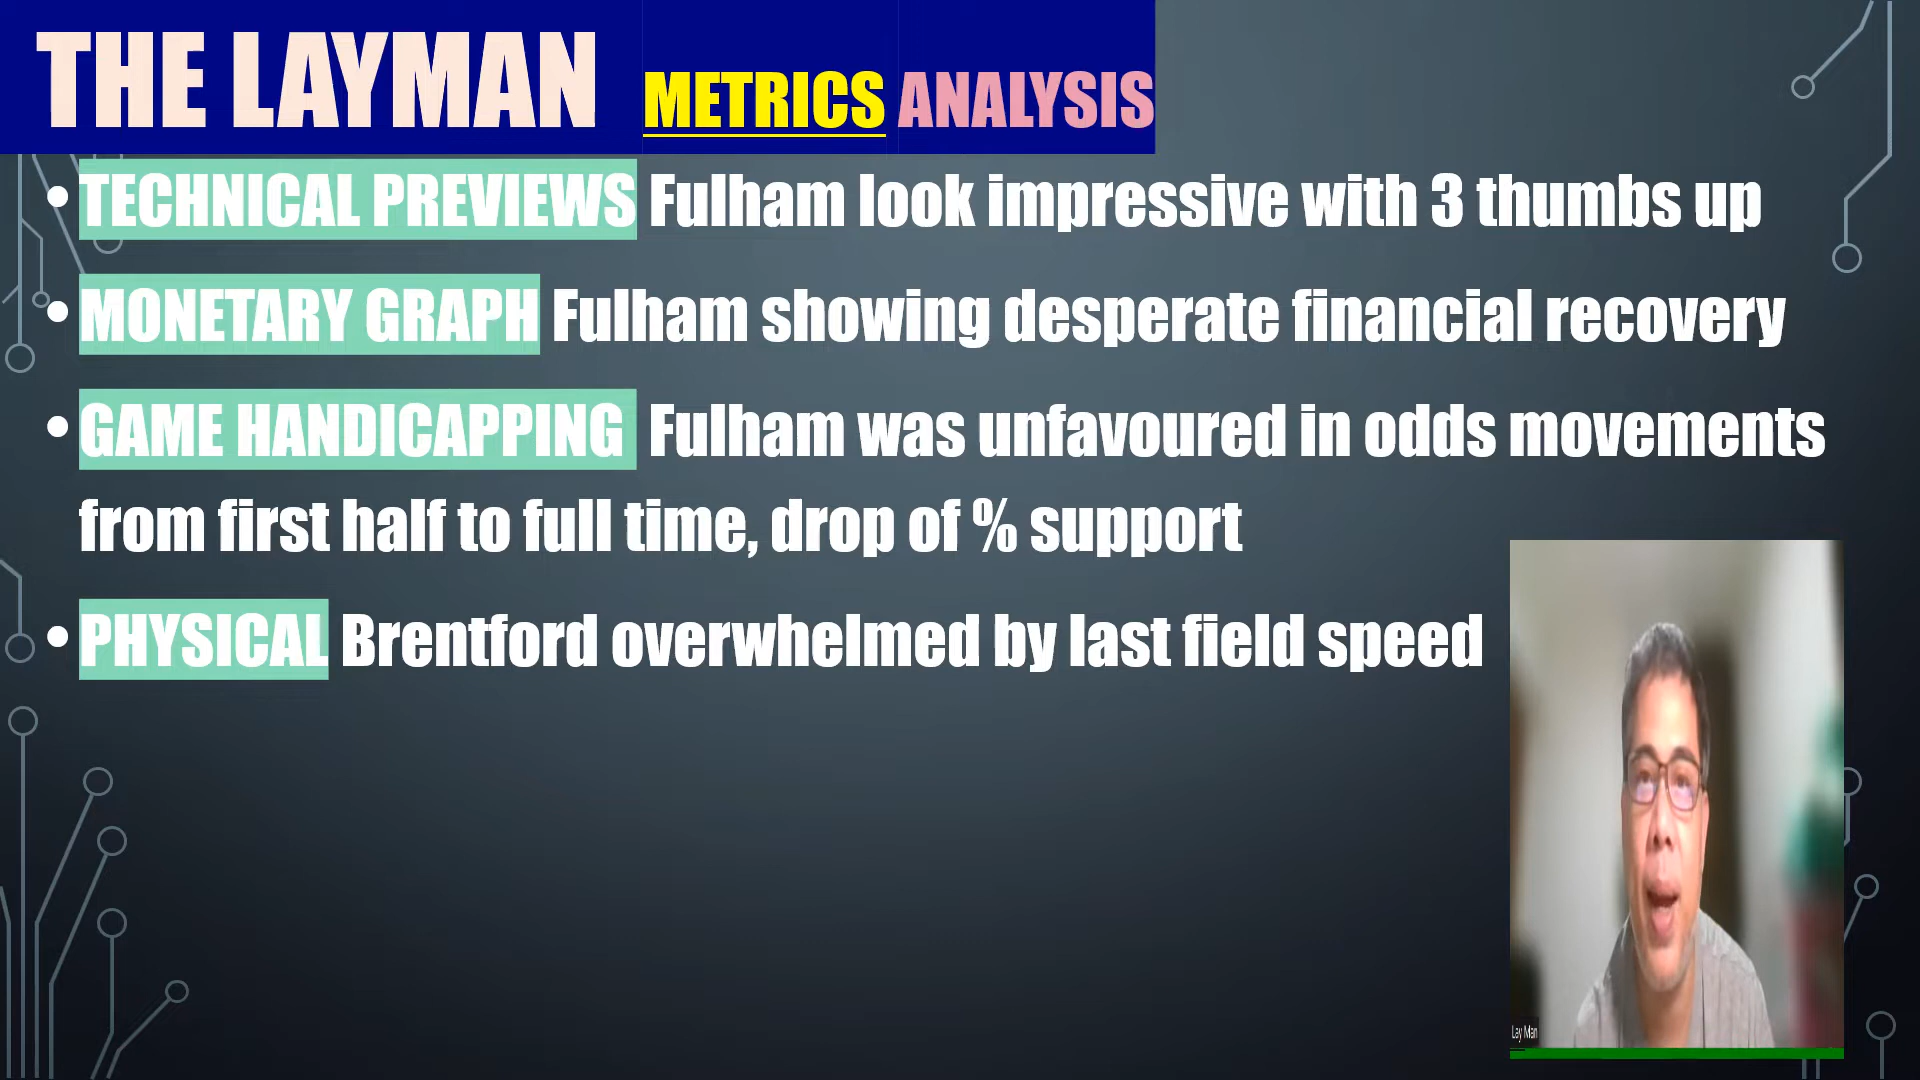 THE LAYMAN METRICS ANALYSIS
• TECHNICAL PREVIEWS Fulham look impressive with 3 thumbs up
• MONETARY GRAPH Fulham showing desperate financial recovery
• GAME HANDICAPPING Fulham was unfavoured in odds movements
from first half to full time, drop of % support
• PHYSICAL Brentford overwhelmed by last field speed
Lay Man